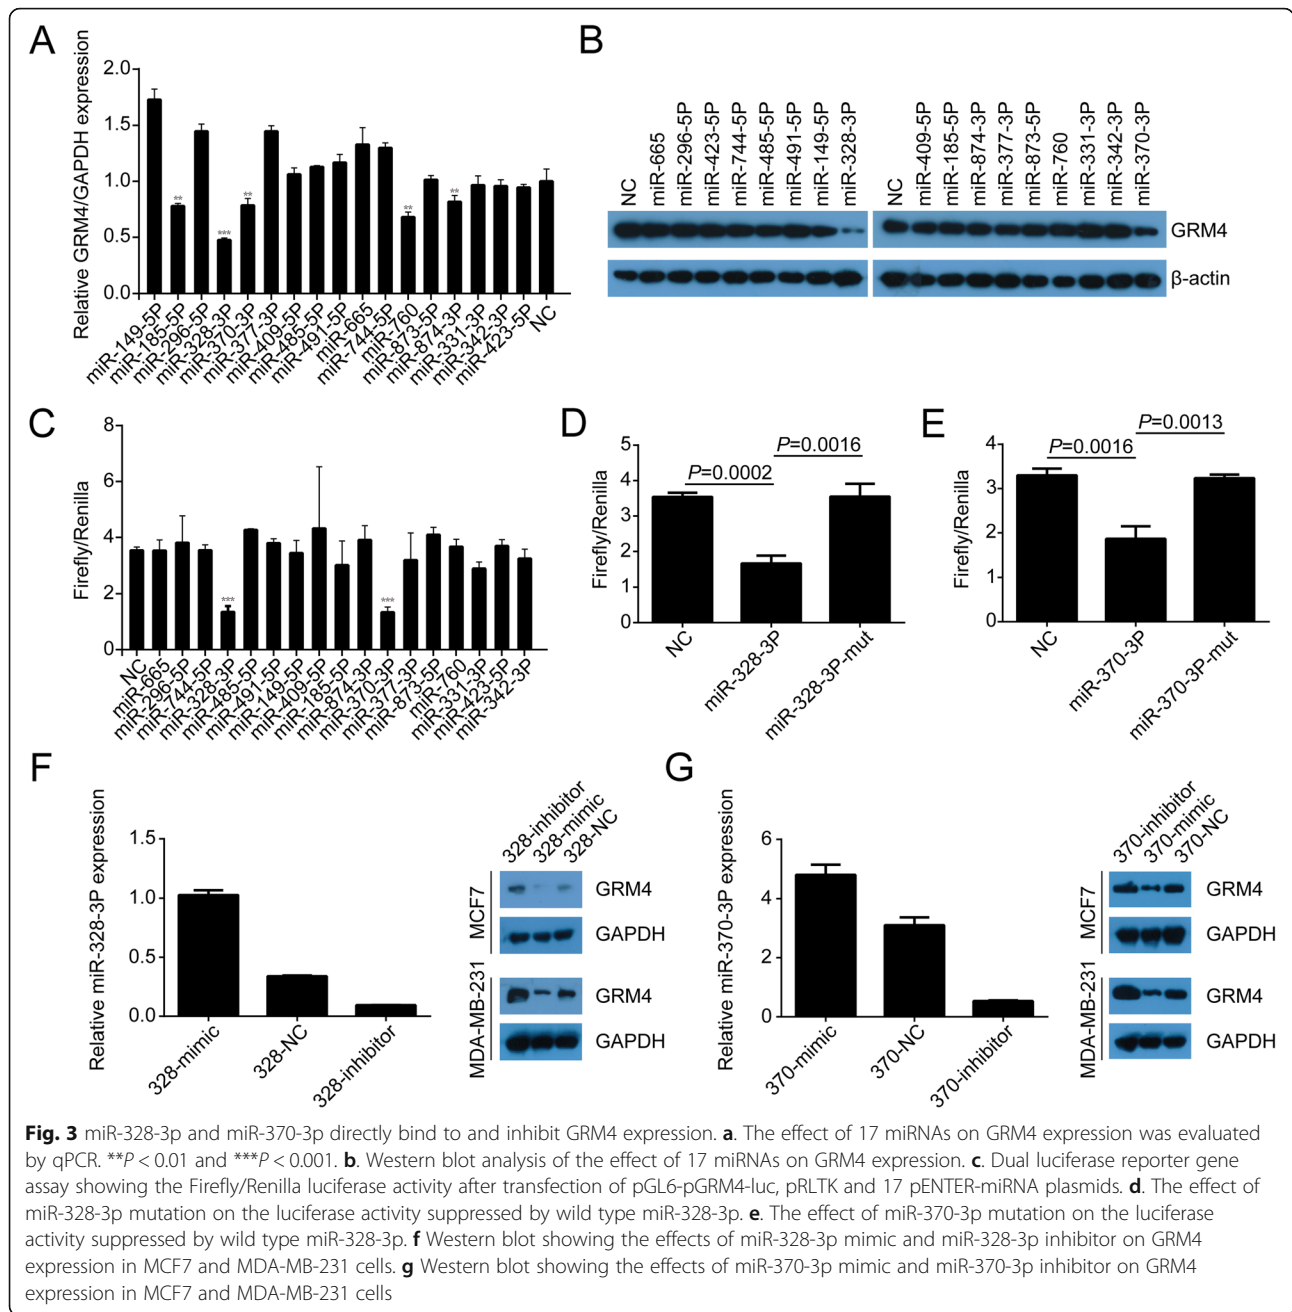 A
Relative GRM4/GAPDH expression
2.0
1.5
1.0
0.5
0.0
**
***
**
**
**
miR-149-5P
miR-185-5P
miR-296-5P
miR-328-3P
miR-370-3P
miR-377-3P
miR-409-5P
miR-485-5P
miR-491-5P
miR-665
miR-744-5P
miR-760
miR-873-5P
miR-874-3P
miR-331-3P
miR-342-3P
miR-423-5P
NC
B
NC
miR-665
miR-296-5P
miR-423-5P
miR-744-5P
miR-485-5P
miR-491-5P
miR-149-5P
miR-328-3P
NC
miR-409-5P
miR-185-5P
miR-874-3P
miR-377-3P
miR-873-5P
miR-760
miR-331-3P
miR-342-3P
miR-370-3P
GRM4
β-actin
C
Firefly/Renilla
8
6
4
2
0
***
***
NC
miR-665
miR-296-5P
miR-744-5P
miR-328-3P
miR-485-5P
miR-491-5P
miR-149-5P
miR-409-5P
miR-185-5P
miR-874-3P
miR-370-3P
miR-377-3P
miR-873-5P
miR-760
miR-331-3P
miR-423-5P
miR-342-3P
D
Firefly/Renilla
5
4
3
2
1
0
P=0.0016
P=0.0002
NC
miR-328-3P
miR-328-3P-mut
E
Firefly/Renilla
4
3
2
1
0
P=0.0013
P=0.0016
NC
miR-370-3P
miR-370-3P-mut
F
Relative miR-328-3P expression
1.5
1.0
0.5
0.0
328-mimic
328-NC
328-inhibitor
328-inhibitor
328-mimic
328-NC
MCF7
GRM4
GAPDH
MDA-MB-231
GRM4
GAPDH
G
Relative miR-370-3P expression
6
4
2
0
370-mimic
370-NC
370-inhibitor
370-inhibitor
370-mimic
370-NC
MCF7
GRM4
GAPDH
MDA-MB-231
GRM4
GAPDH
Fig. 3 miR-328-3p and miR-370-3p directly bind to and inhibit GRM4 expression. a. The effect of 17 miRNAs on GRM4 expression was evaluated
by qPCR. **P < 0.01 and ***P < 0.001. b. Western blot analysis of the effect of 17 miRNAs on GRM4 expression. c. Dual luciferase reporter gene
assay showing the Firefly/Renilla luciferase activity after transfection of pGL6-pGRM4-luc, pRLTK and 17 pENTER-miRNA plasmids. d. The effect of
miR-328-3p mutation on the luciferase activity suppressed by wild type miR-328-3p. e. The effect of miR-370-3p mutation on the luciferase
activity suppressed by wild type miR-328-3p. f Western blot showing the effects of miR-328-3p mimic and miR-328-3p inhibitor on GRM4
expression in MCF7 and MDA-MB-231 cells. g Western blot showing the effects of miR-370-3p mimic and miR-370-3p inhibitor on GRM4
expression in MCF7 and MDA-MB-231 cells